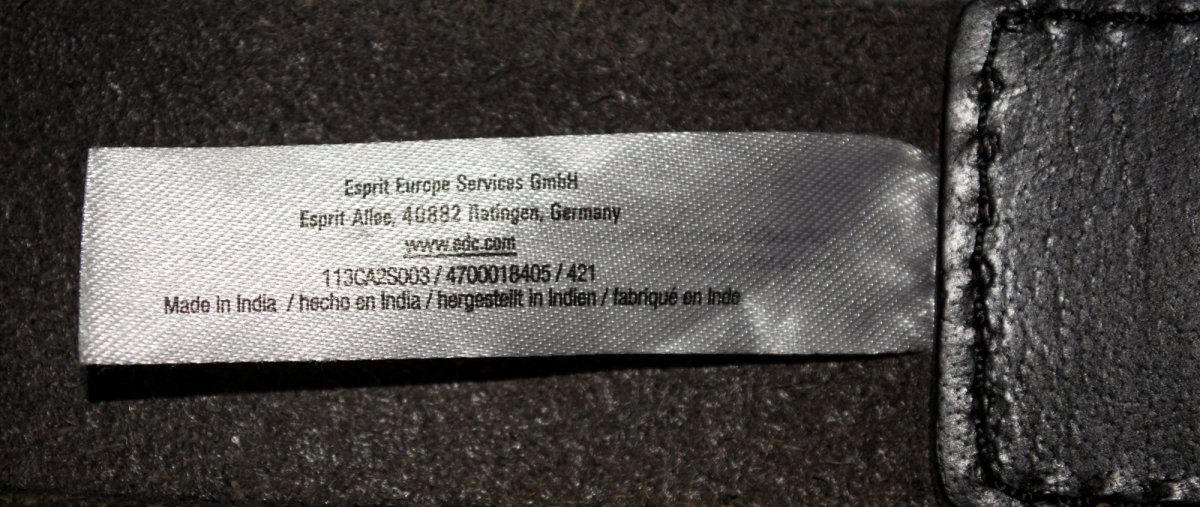 Esprit Europe Services GmbH
Esprit Allee, 40882 Ratingen, Germany
www.edc.com
113CA2S003 / 4700018405 / 421
Made in India / hecho en India / hergestellt in Indien / fabriqué en Inde